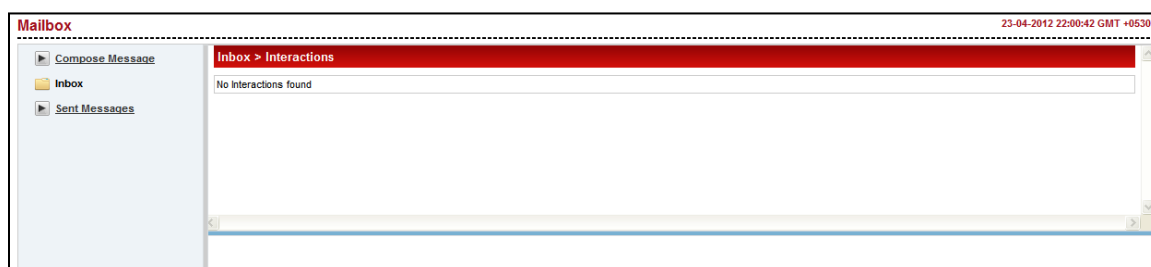 Mailbox
23-04-2012 22:00:42 GMT +0530
Compose Message
Inbox
Sent Messages
Inbox > Interactions
No Interactions found